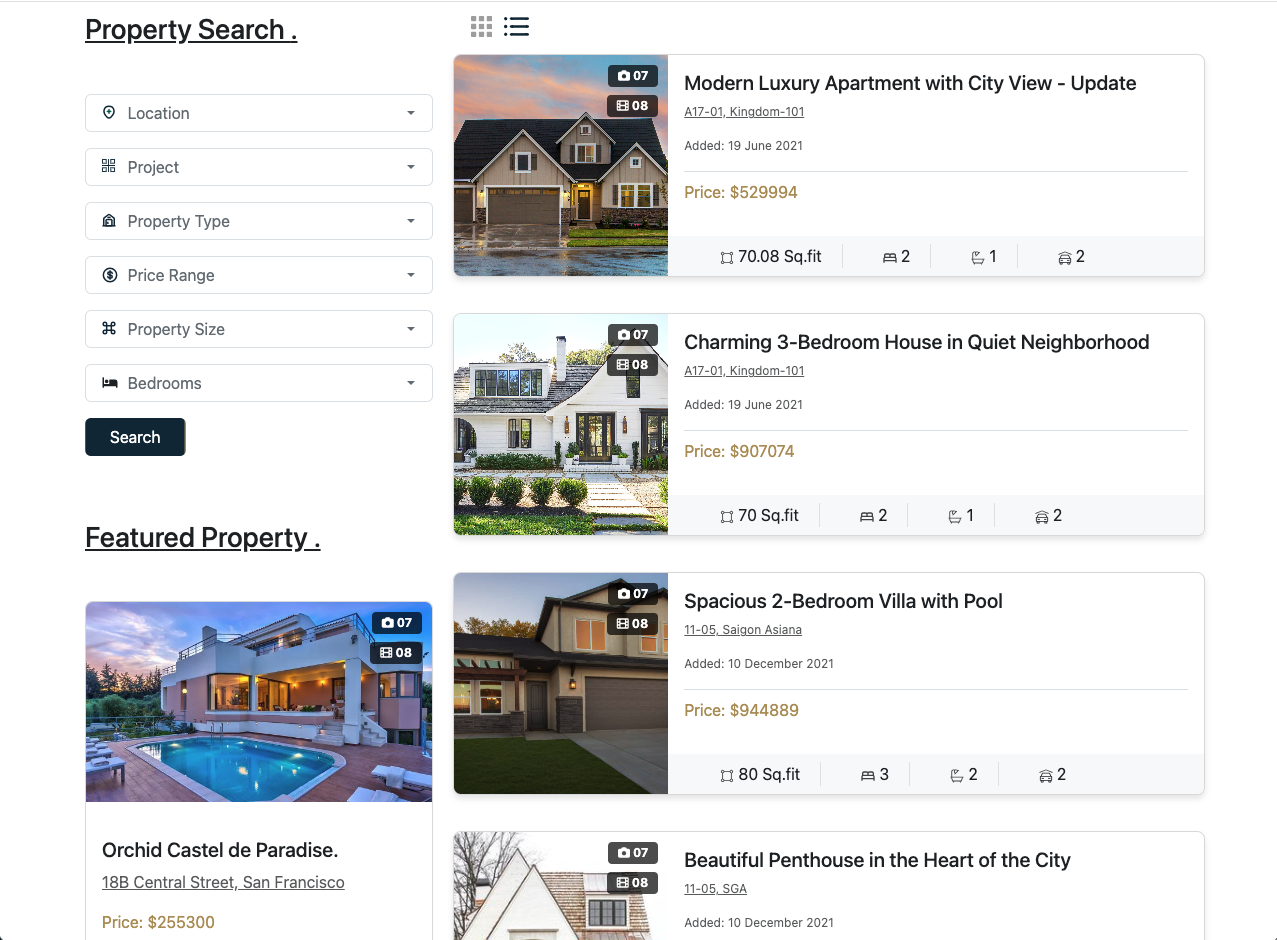 Property Search .
Location
Project
Property Type
Price Range
Property Size
Bedrooms
Search
Featured Property .
07
08
Orchid Castel de Paradise.
18B Central Street, San Francisco
Price: $255300
07
08
Modern Luxury Apartment with City View - Update
A17-01, Kingdom-101
Added: 19 June 2021
Price: $529994
70.08 Sq.fit 2 1 2
07
08
Charming 3-Bedroom House in Quiet Neighborhood
A17-01, Kingdom-101
Added: 19 June 2021
Price: $907074
70 Sq.fit 2 1 2
07
08
Spacious 2-Bedroom Villa with Pool
11-05, Saigon Asiana
Added: 10 December 2021
Price: $944889
80 Sq.fit 3 2 2
07
08
Beautiful Penthouse in the Heart of the City
11-05, SGA
Added: 10 December 2021